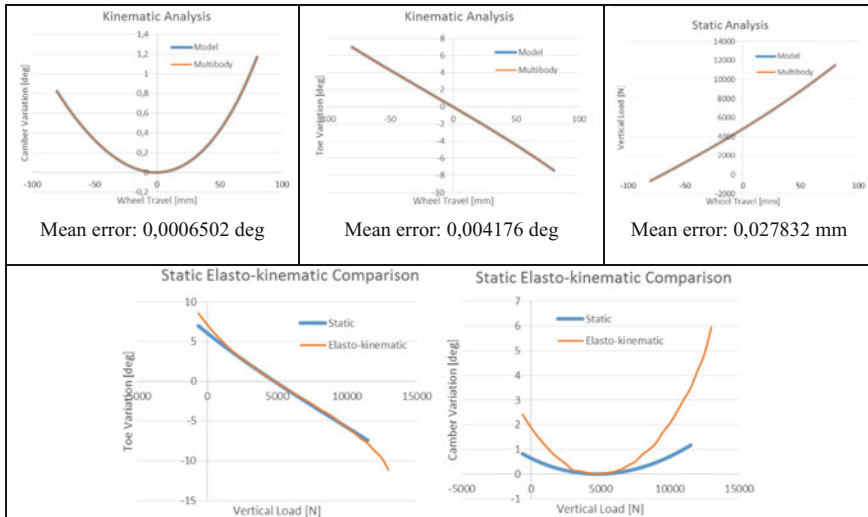 Kinematic Analysis
1,4
1,2
1
0,8
0,6
0,4
0,2
0
0,2
-100
-50
0
50
100
Model
Multibody
Camber Variation [deg]
Wheel Travel [mm]
Mean error: 0,0006502 deg
Kinematic Analysis
8
6
4
2
0
-2
-4
-6
-8
-10
-100
-50
0
50
100
Model
Multibody
Toe Variation [deg]
Wheel Travel [mm]
Mean error: 0,004176 deg
Static Analysis
14000
12000
10000
8000
6000
4000
2000
0
-2000
-100
-50
0
50
100
Model
Multibody
Vertical Load [N]
Wheel Travel [mm]
Mean error: 0,027832 mm
Static Elasto-kinematic Comparison
10
5
0
-5
-10
-15
5000
0
5000
10000
15000
Static
Elasto-kinematic
Toe Variation [deg]
Vertical Load [N]
Static Elasto-kinematic Comparison
7
6
5
4
3
2
1
0
-1
-5000
0
5000
10000
15000
Static
Elasto-kinematic
Camber Variation [deg]
Vertical Load [N]